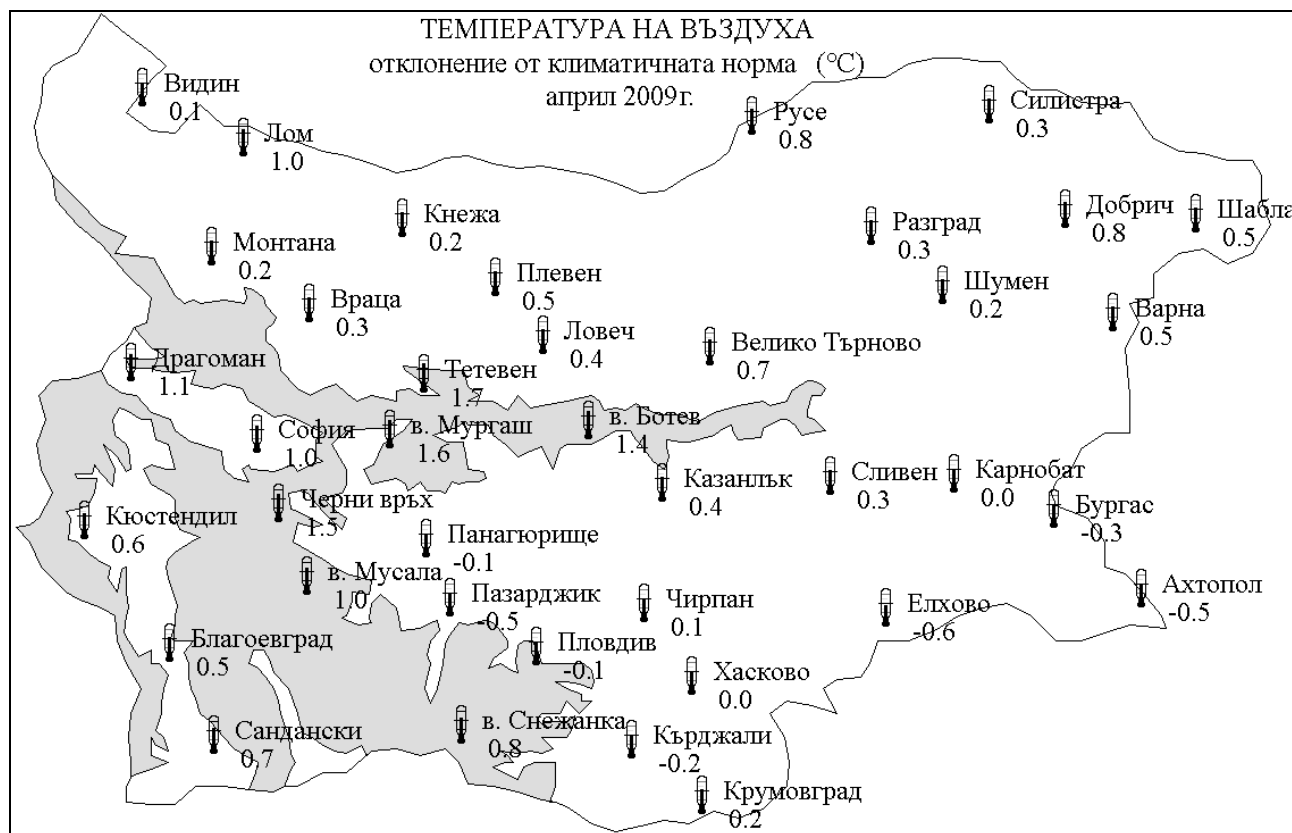 ТЕМПЕРАТУРА НА ВЪЗДУХА
отклонение от климатичната норма (°C)
април 2009г.
Видин
0.1
Лом
1.0
Русе
0.8
Силистра
0.3
Кнежа
0.2
Монтана
0.2
Разград
0.3
Добрич
0.8
Шабла
0.5
Плевен
0.5
Враца
0.3
Шумен
0.2
Варна
0.5
Ловеч
0.4
Велико Търново
0.7
Драгоман
1.1
Тетевен
1.7
София
1.0
в. Мургаш
1.6
в. Ботев
1.4
Казанлък
0.4
Сливен
0.3
Карнобат
0.0
Черни връх
1.5
Бургас
-0.3
Кюстендил
0.6
Панагюрище
-0.1
в. Мусала
1.0
Пазарджик
-0.5
Чирпан
0.1
Елхово
-0.6
Ахтопол
-0.5
Благоевград
0.5
Пловдив
-0.1
Хасково
0.0
Сандански
0.7
в. Снежанка
0.8
Кърджали
-0.2
Крумовград
0.2